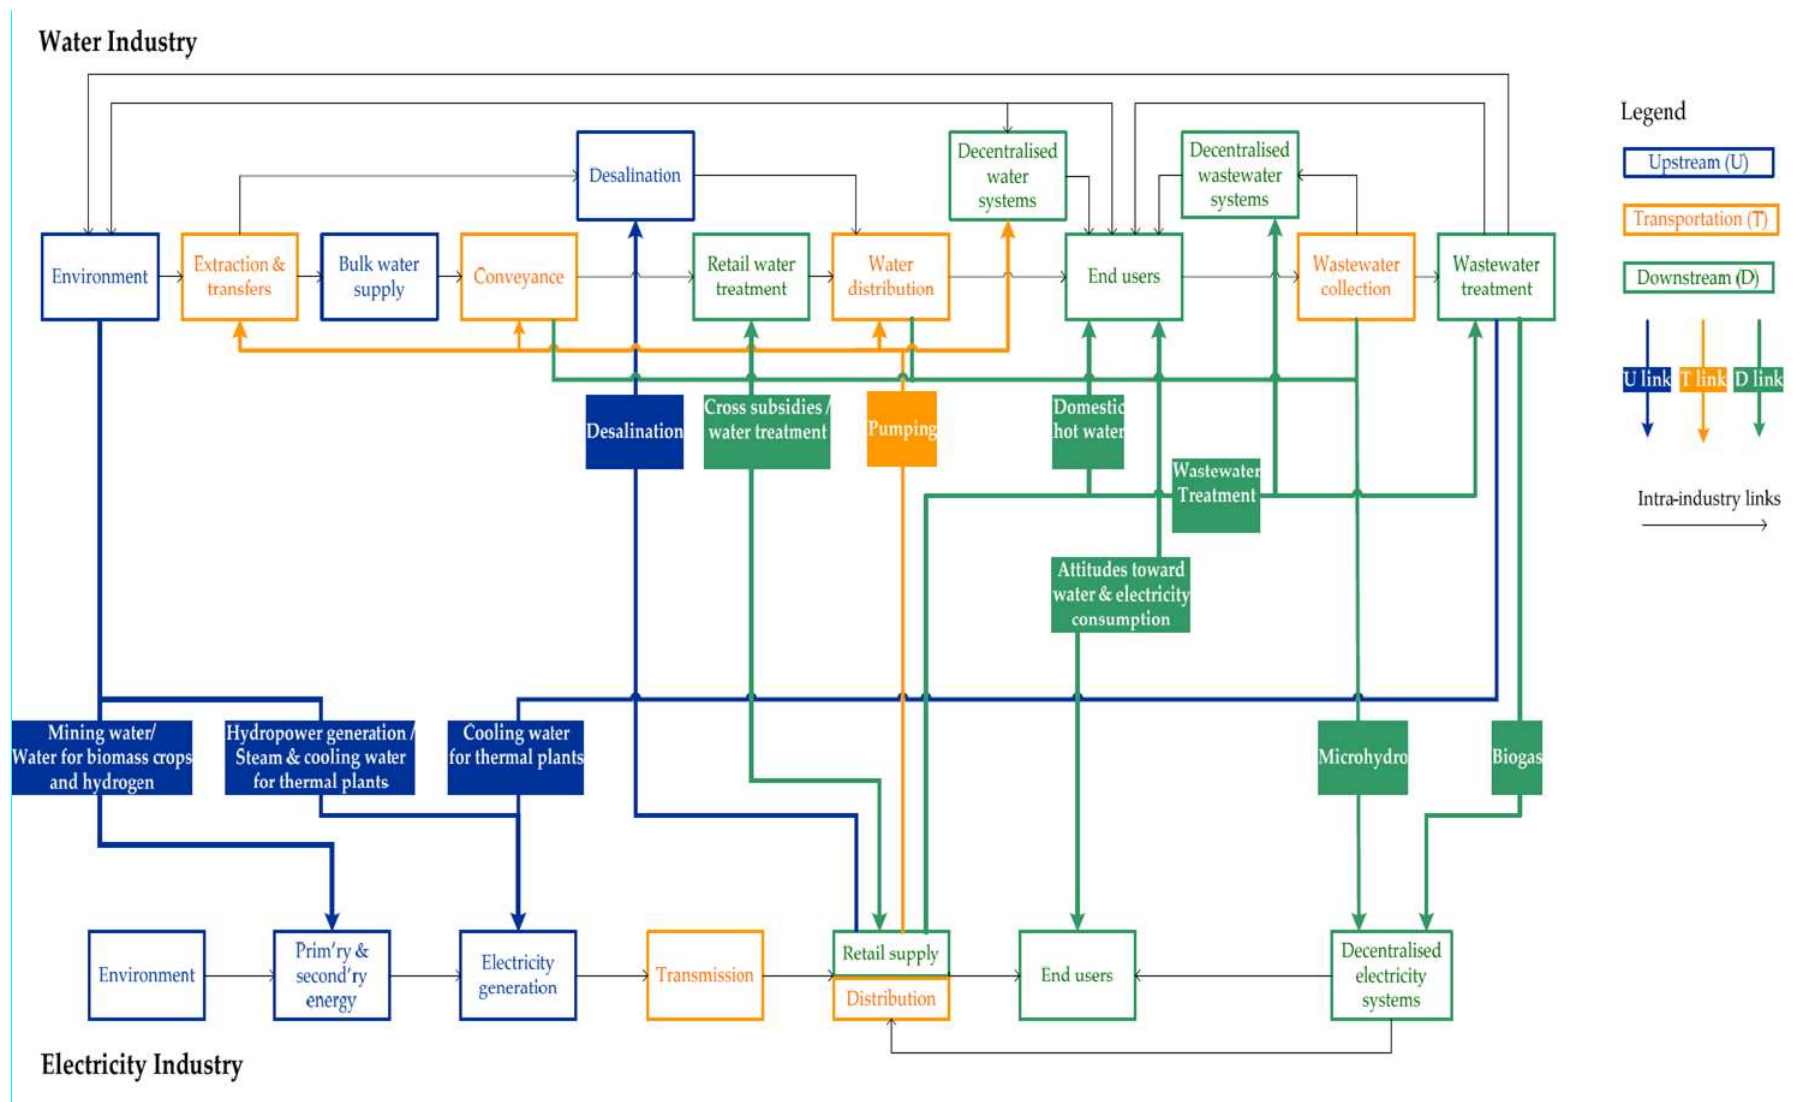 Water Industry
Legend
Desalination
Decentralised
water
systems
Decentralised
wastewater
systems
Upstream (U)
Transportation (T)
Downstream (D)
Environment
Extraction &
transfers
Bulk water
supply
Conveyance
Retail water
treatment
Water
distribution
End users
Wastewater
collection
Wastewater
treatment
U link
T link
D link
Intra-industry links
Desalination
Cross subsidies /
water treatment
Pumping
Domestic
hot water
Wastewater
Treatment
Attitudes toward
water & electricity
consumption
Mining water/
Water for biomass crops
and hydrogen
Hydropower generation /
Steam & cooling water
for thermal plants
Cooling water
for thermal plants
Microhydro
Biogas
Environment
Prim'ry &
second'ry
energy
Electricity
generation
Transmission
Retail supply
Distribution
End users
Decentralised
electricity
systems
Electricity Industry